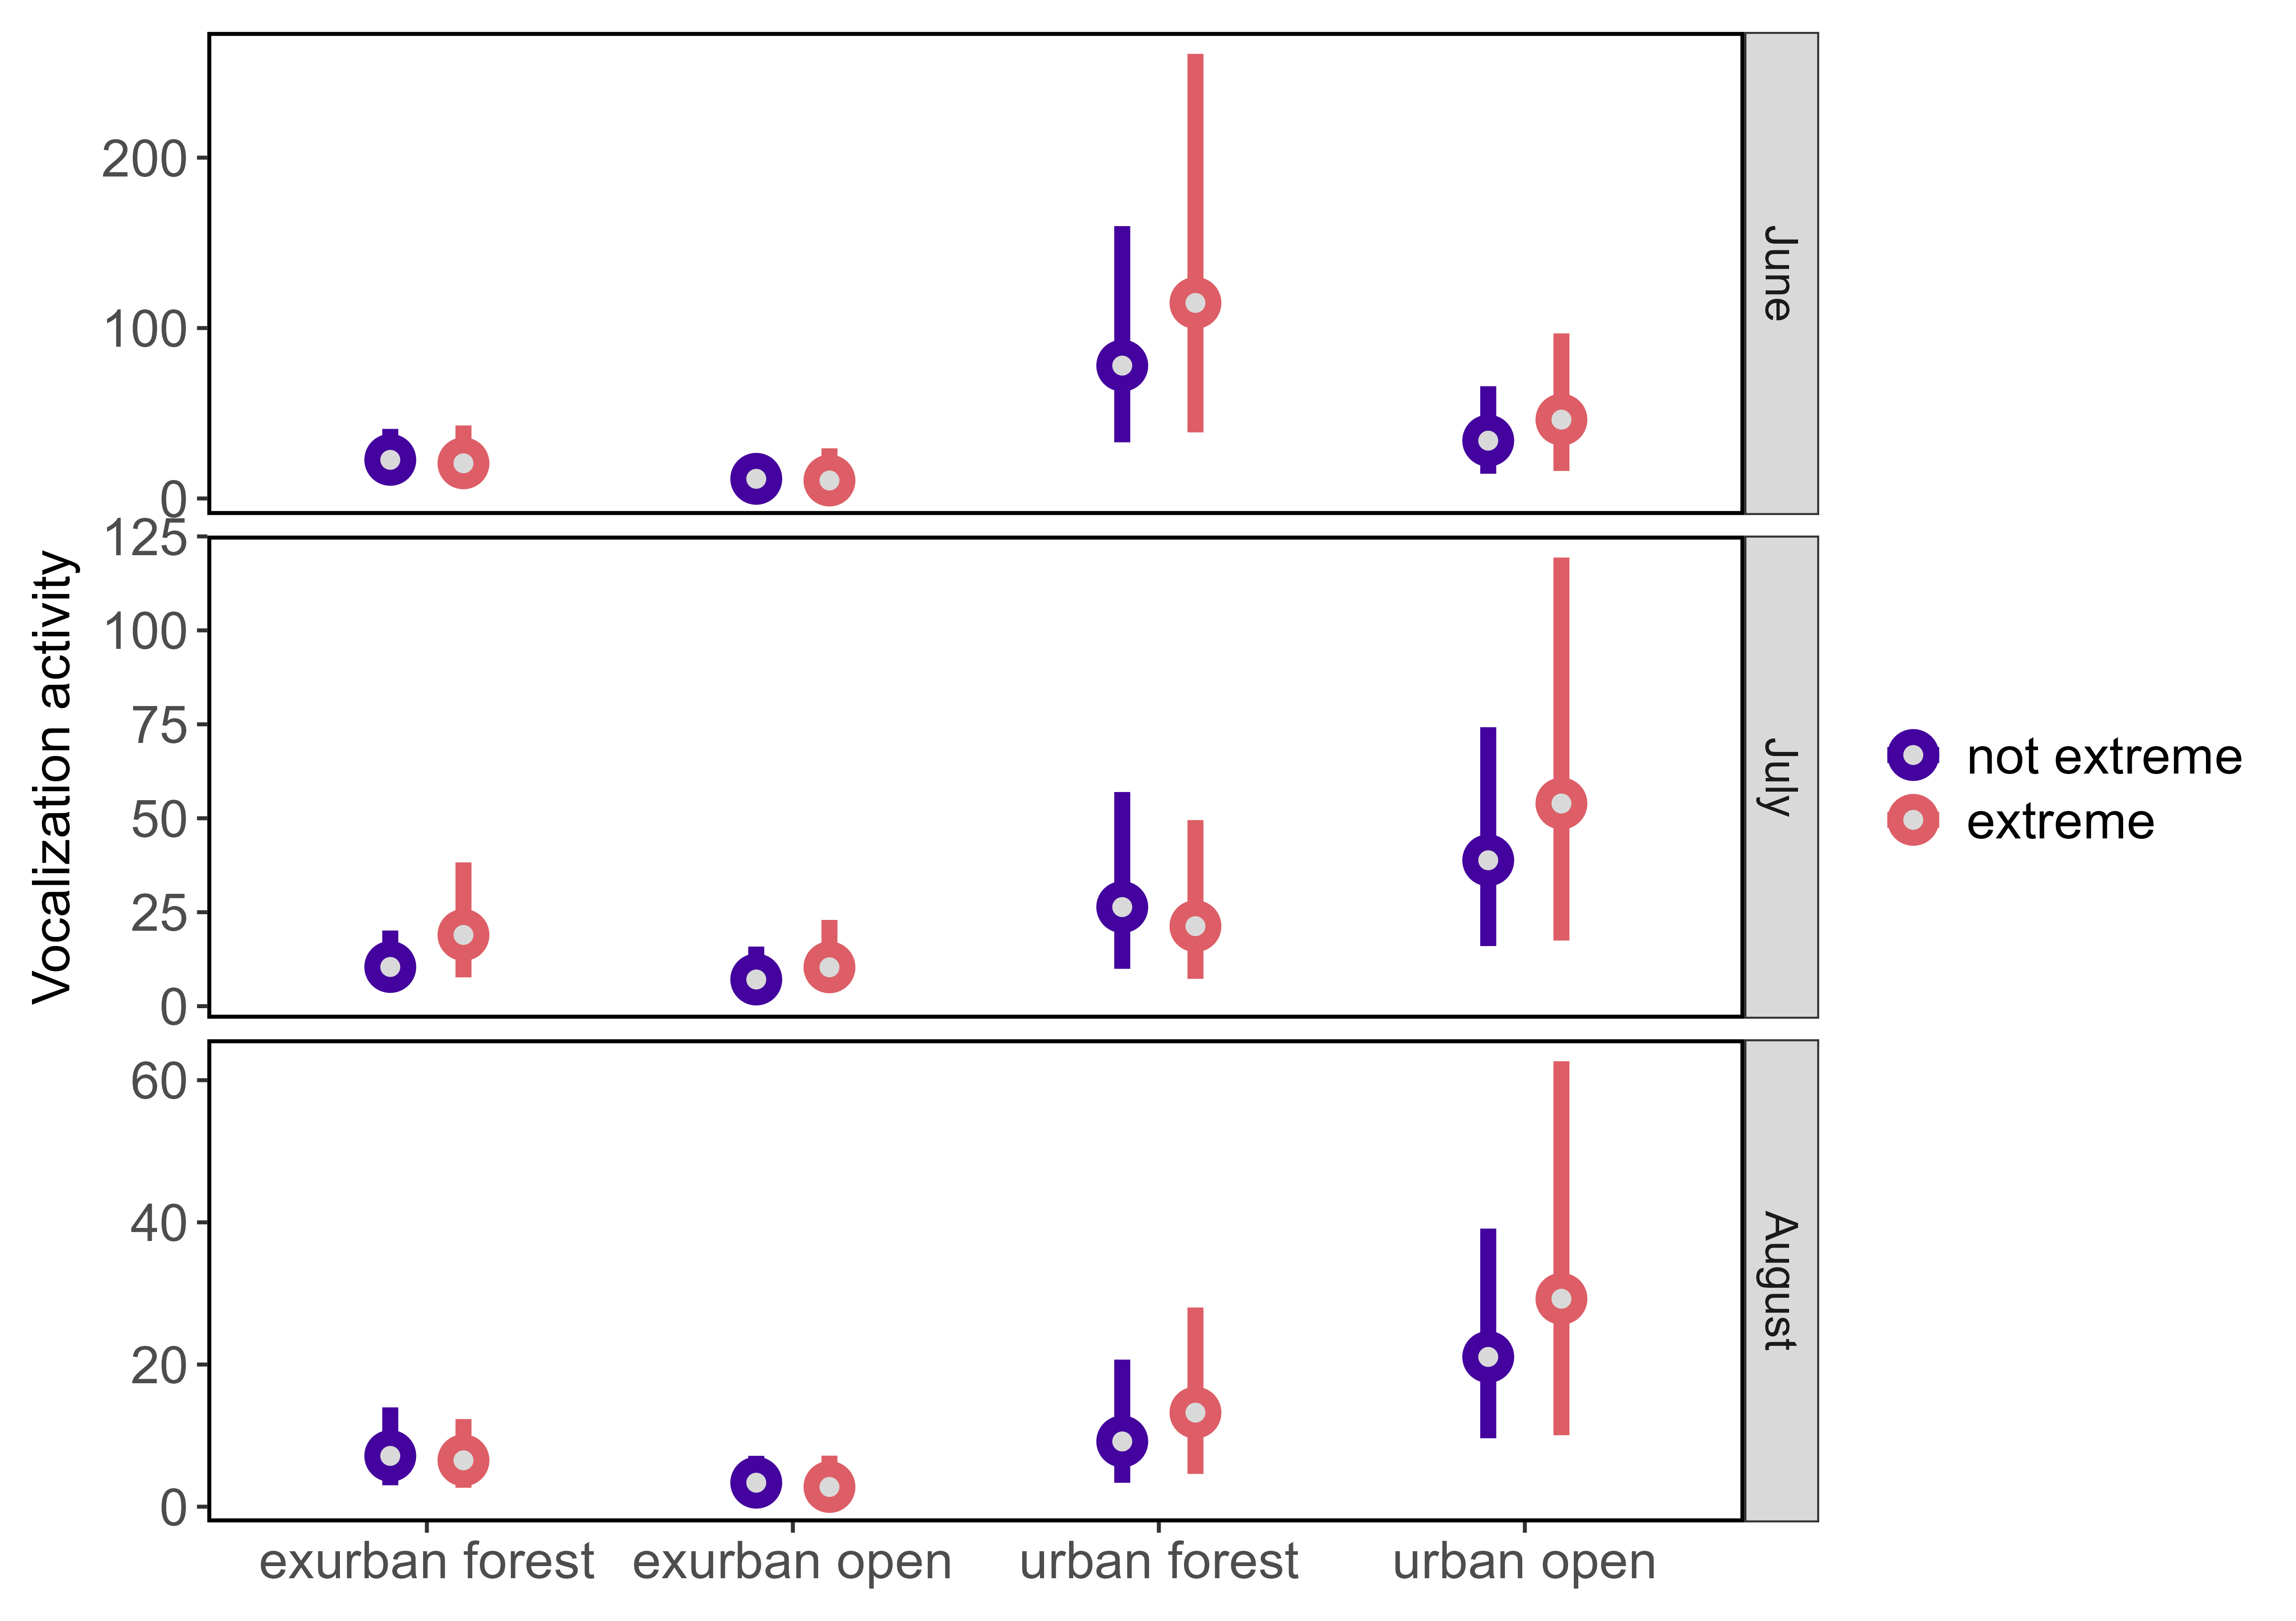 Vocalization activity
200
100
0
June
125
100
75
50
25
0
July
60
40
20
0
August
exurban forest
exurban open
urban forest
urban open
not extreme
extreme